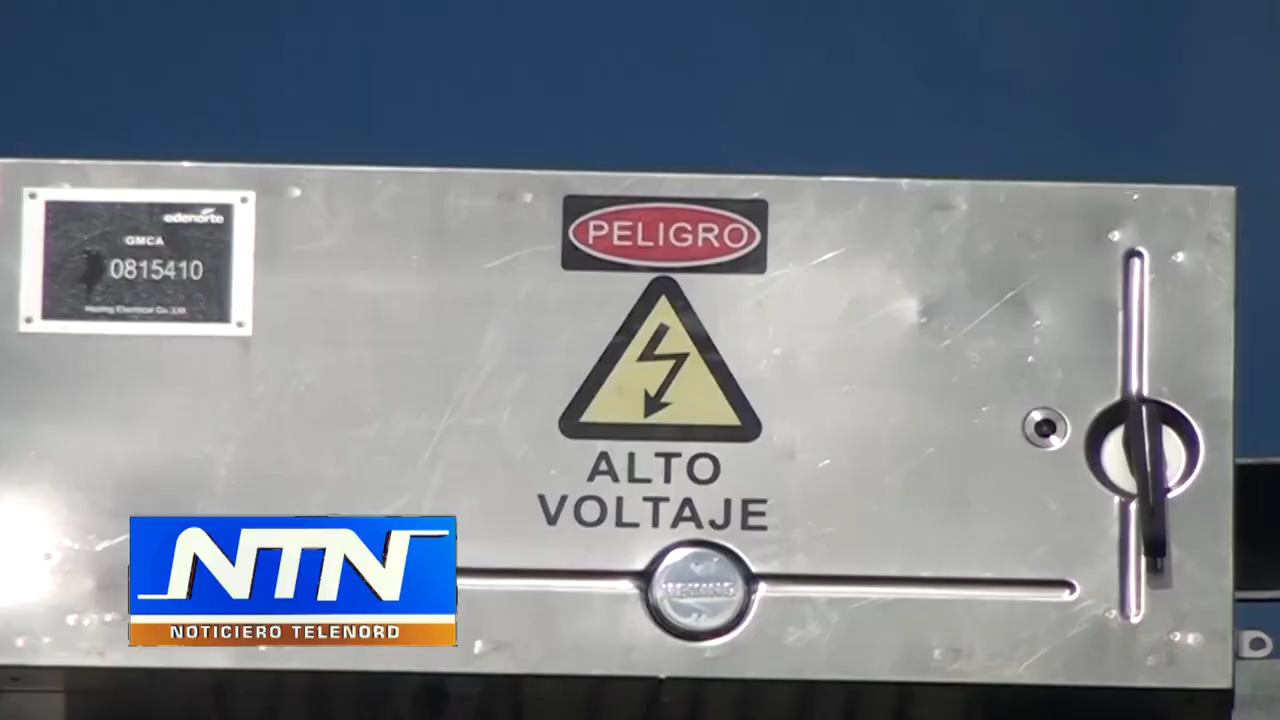 edenorte
GMCA
0815410
PELIGRO
ALTO
VOLTAJE
NTN
NOTICIERO TELENORD
D